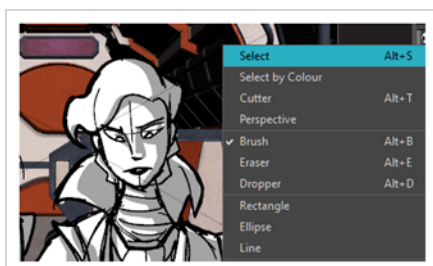 Select Alt+S
Select by Colour
Cutter Alt+T
Perspective
✓ Brush Alt+B
Eraser Alt+E
Dropper Alt+D
Rectangle
Ellipse
Line